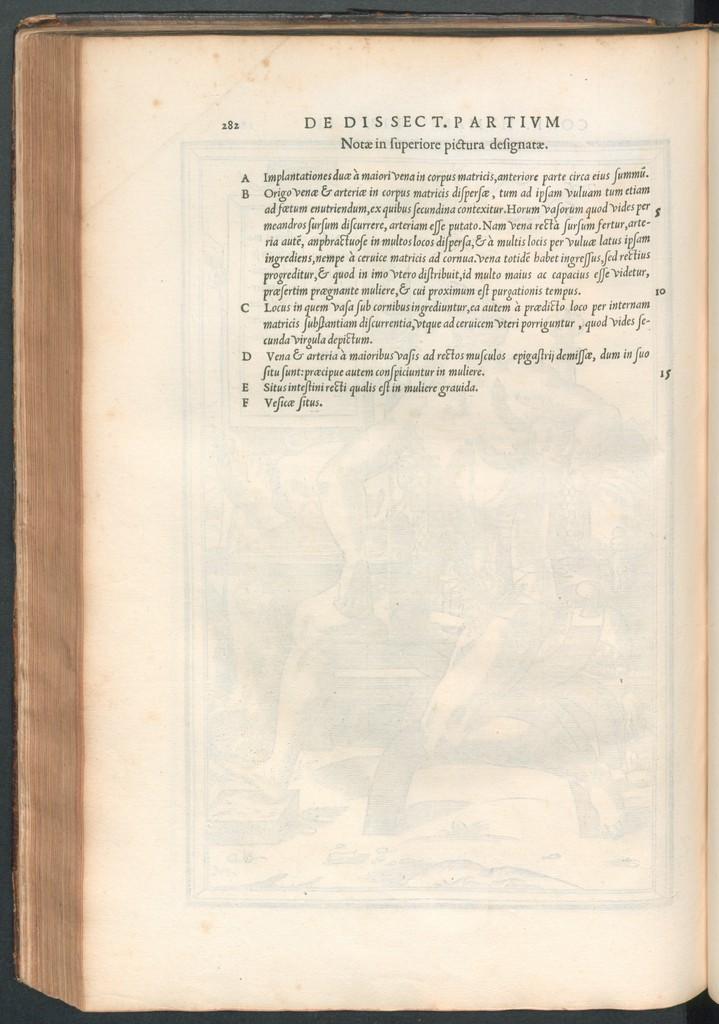 282 DE DISSECT. PARTIVM
Notæ in ſuperiore pictura deſignatæ.
A Implantationes duæ à maiori vena in corpus matricis, anteriore parte circa eius ſummũ.
B Origo venæ & arteriæ in corpus matricis diſperſæ, tum ad ipſam vuluam tum etiam
ad fœtum enutriendum, ex quibus ſecundina contexitur. Horum vaſorum quod vides per 5
meandros ſurſum diſcurrere, arteriam eſſe putato. Nam vena rectà ſurſum fertur, arte-
ria autẽ, anphractuoſe in multos locos diſperſa, & à multis locis per vuluæ latus ipſam
ingrediens, nempe à ceruice matricis ad cornua. vena totidẽ habet ingreſſus, ſed rectius
progreditur, & quod in imo vtero diſtribuit, id multo maius ac capacius eſſe videtur,
præſertim prægnante muliere, & cui proximum eſt purgationis tempus. 10
C Locus in quem vaſa ſub cornibus ingrediuntur, ea autem à prædicto loco per internam
matricis ſubſtantiam diſcurrentia, vtque ad ceruicem vteri porriguntur, quod vides ſe-
cunda virgula depictum.
D Vena & arteria à maioribus vaſis ad rectos muſculos epigaſtrij demiſſæ, dum in ſuo
ſitu ſunt: præcipue autem conſpiciuntur in muliere. 15
E Situs inteſtini recti qualis eſt in muliere grauida.
F Veſicæ ſitus.